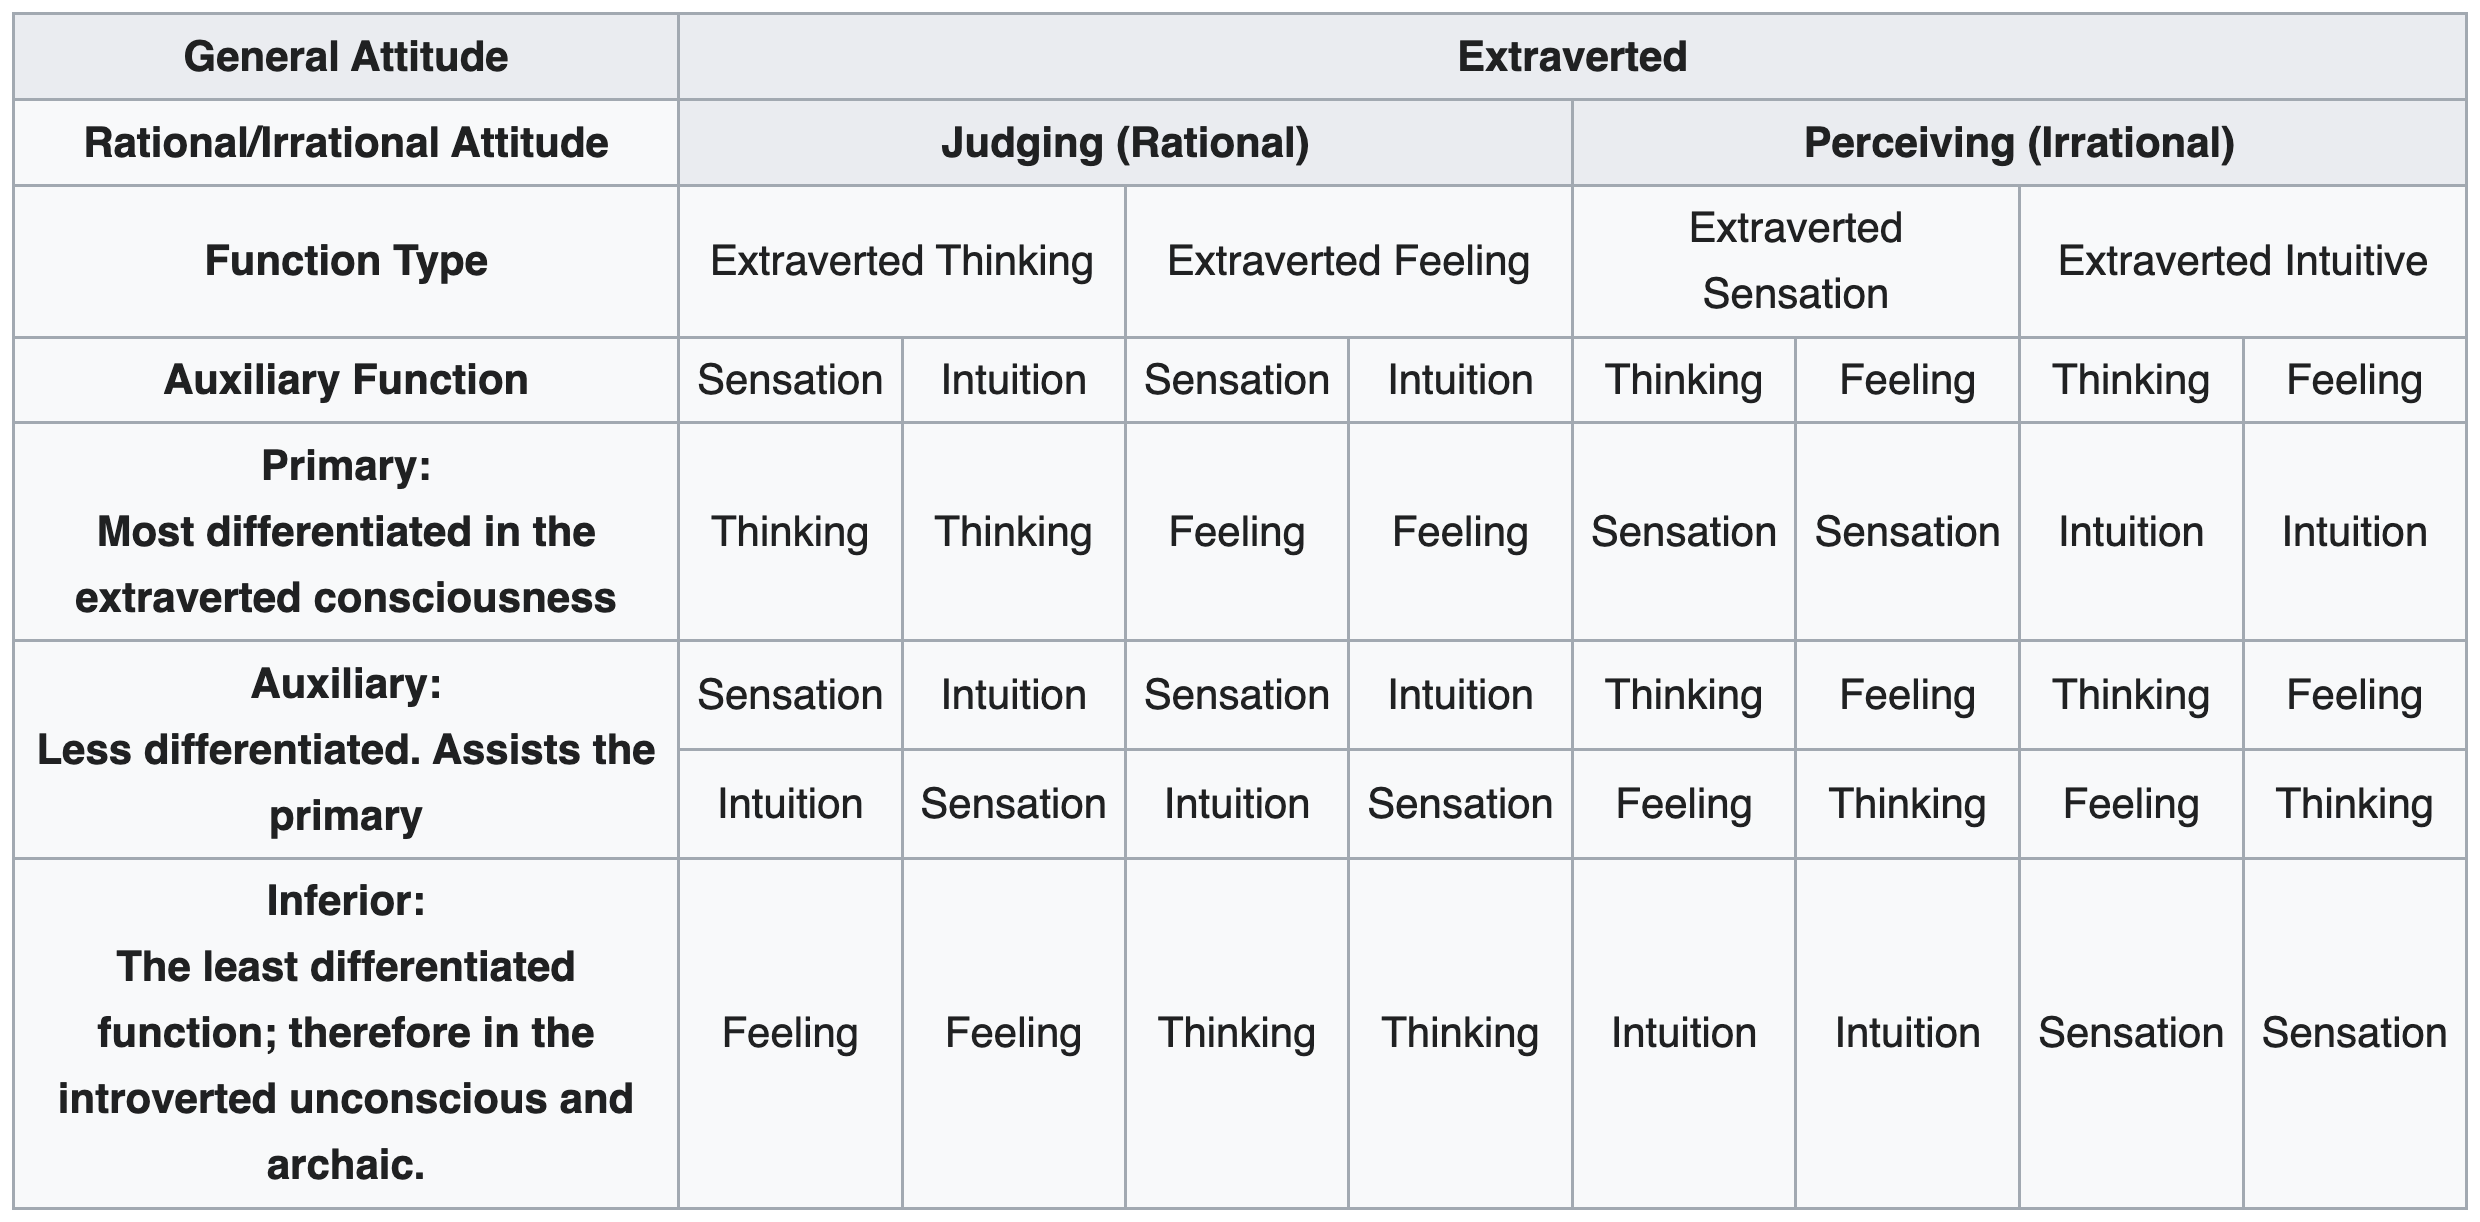 General Attitude Extraverted
Rational/Irrational Attitude Judging (Rational) Perceiving (Irrational)
Function Type Extraverted Thinking Extraverted Feeling Extraverted
Sensation Extraverted Intuitive
Auxiliary Function Sensation Intuition Sensation Intuition Thinking Feeling Thinking Feeling
Primary:
Most differentiated in the
extraverted consciousness
Thinking Thinking Feeling Feeling Sensation Sensation Intuition Intuition
Auxiliary:
Less differentiated. Assists the
primary
Sensation Intuition Sensation Intuition Thinking Feeling Thinking Feeling
Intuition Sensation Intuition Sensation Feeling Thinking Feeling Thinking
Inferior:
The least differentiated
function; therefore in the
introverted unconscious and
archaic.
Feeling Feeling Thinking Thinking Intuition Intuition Sensation Sensation